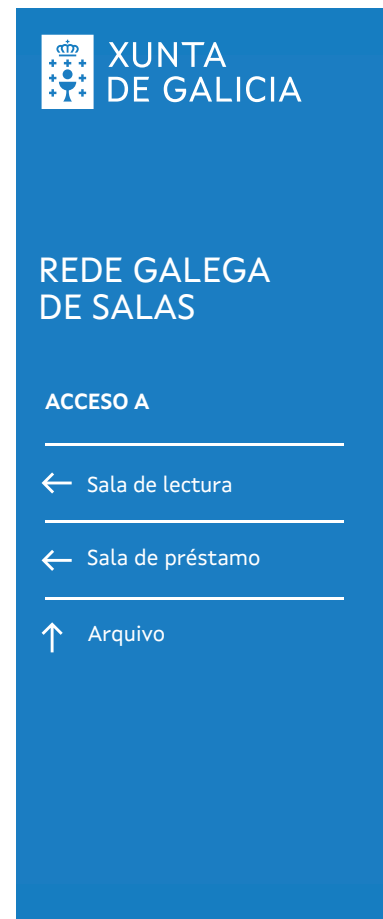 XUNTA
DE GALICIA
REDE GALEGA
DE SALAS
ACCESO A
← Sala de lectura
← Sala de préstamo
↑ Arquivo